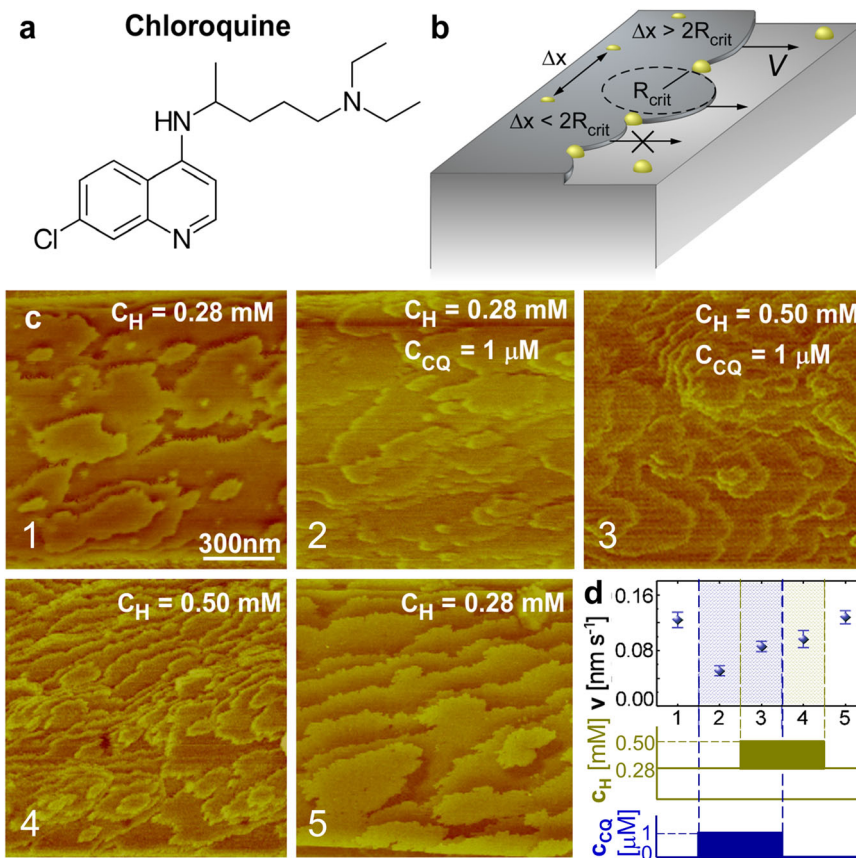 a
Chloroquine
HN
N
Cl
N
b
Δx > 2R_crit
Δx
V
R_crit
Δx < 2R_crit
c
C_H = 0.28 mM
1
300nm
C_H = 0.28 mM
C_CQ = 1 μM
2
C_H = 0.50 mM
C_CQ = 1 μM
3
C_H = 0.50 mM
4
C_H = 0.28 mM
5
d
v [nm s⁻¹]
0.16
0.08
0.00
1 2 3 4 5
c_H [mM]
0.50
0.28
c_CQ [μM]
1
0